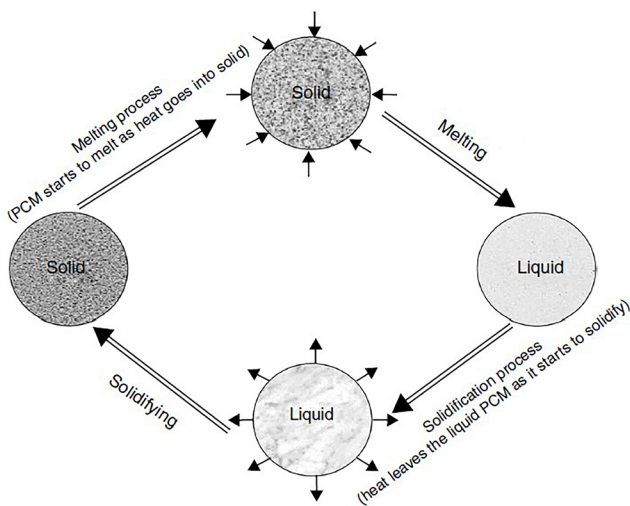 Solid
Melting process
(PCM starts to melt as heat goes into solid)
Melting
Solid
Liquid
Solidifying
Liquid
Solidification process
(heat leaves the liquid PCM as it starts to solidify)